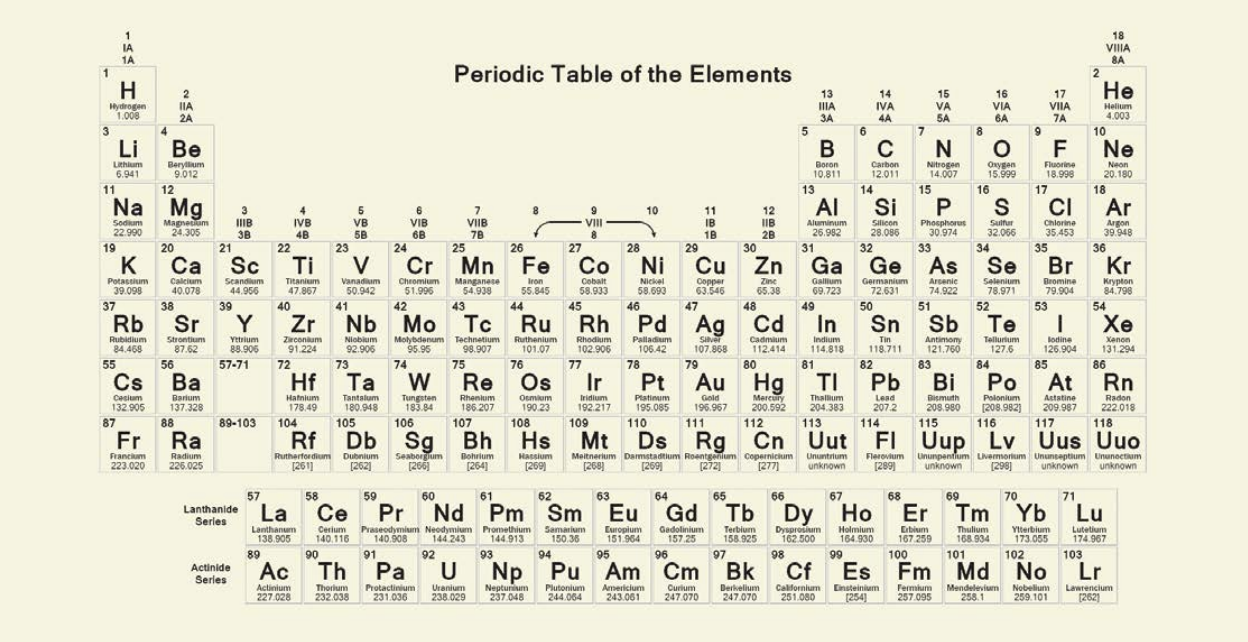 Periodic Table of the Elements
1 18
IA VIIIA
1A 8A
1 2
H He
Hydrogen Helium
1.008 4.003
2 13 14 15 16 17
IIA IIIA IVA VA VIA VIIA
2A 3A 4A 5A 6A 7A
3 4 5 6 7 8 9 10
Li Be B C N O F Ne
Lithium Beryllium Boron Carbon Nitrogen Oxygen Fluorine Neon
6.941 9.012 10.811 12.011 14.007 15.999 18.998 20.180
11 12 13 14 15 16 17 18
Na Mg Al Si P S Cl Ar
Sodium Magnesium Aluminum Silicon Phosphorus Sulfur Chlorine Argon
22.990 24.305 26.982 28.086 30.974 32.066 35.453 39.948
3 4 5 6 7 8 9 10 11 12
IIIB IVB VB VIB VIIB VIII IB IIB
3B 4B 5B 6B 7B 8 1B 2B
19 20 21 22 23 24 25 26 27 28 29 30 31 32 33 34 35 36
K Ca Sc Ti V Cr Mn Fe Co Ni Cu Zn Ga Ge As Se Br Kr
Potassium Calcium Scandium Titanium Vanadium Chromium Manganese Iron Cobalt Nickel Copper Zinc Gallium Germanium Arsenic Selenium Bromine Krypton
39.098 40.078 44.956 47.867 50.942 51.996 54.938 55.845 58.933 58.693 63.546 65.38 69.723 72.631 74.922 78.971 79.904 84.798
37 38 39 40 41 42 43 44 45 46 47 48 49 50 51 52 53 54
Rb Sr Y Zr Nb Mo Tc Ru Rh Pd Ag Cd In Sn Sb Te I Xe
Rubidium Strontium Yttrium Zirconium Niobium Molybdenum Technetium Ruthenium Rhodium Palladium Silver Cadmium Indium Tin Antimony Tellurium Iodine Xenon
84.468 87.62 88.906 91.224 92.906 95.95 98.907 101.07 102.906 106.42 107.868 112.414 114.818 118.711 121.760 127.6 126.904 131.294
55 56 57-71 72 73 74 75 76 77 78 79 80 81 82 83 84 85 86
Cs Ba Hf Ta W Re Os Ir Pt Au Hg Tl Pb Bi Po At Rn
Cesium Barium Hafnium Tantalum Tungsten Rhenium Osmium Iridium Platinum Gold Mercury Thallium Lead Bismuth Polonium Astatine Radon
132.905 137.328 178.49 180.948 183.84 186.207 190.23 192.217 195.085 196.967 200.592 204.383 207.2 208.980 [208.982] 209.987 222.018
87 88 89-103 104 105 106 107 108 109 110 111 112 113 114 115 116 117 118
Fr Ra Rf Db Sg Bh Hs Mt Ds Rg Cn Uut Fl Uup Lv Uus Uuo
Francium Radium Rutherfordium Dubnium Seaborgium Bohrium Hassium Meitnerium Darmstadtium Roentgenium Copernicium Ununtrium Flerovium Ununpentium Livermorium Ununseptium Ununoctium
223.020 226.025 [261] [262] [266] [264] [269] [268] [269] [272] [277] unknown [289] unknown [298] unknown unknown
Lanthanide
Series
57 58 59 60 61 62 63 64 65 66 67 68 69 70 71
La Ce Pr Nd Pm Sm Eu Gd Tb Dy Ho Er Tm Yb Lu
Lanthanum Cerium Praseodymium Neodymium Promethium Samarium Europium Gadolinium Terbium Dysprosium Holmium Erbium Thulium Ytterbium Lutetium
138.905 140.116 140.908 144.243 144.913 150.36 151.964 157.25 158.925 162.500 164.930 167.259 168.934 173.055 174.967
Actinide
Series
89 90 91 92 93 94 95 96 97 98 99 100 101 102 103
Ac Th Pa U Np Pu Am Cm Bk Cf Es Fm Md No Lr
Actinium Thorium Protactinium Uranium Neptunium Plutonium Americium Curium Berkelium Californium Einsteinium Fermium Mendelevium Nobelium Lawrencium
227.028 232.038 231.036 238.029 237.048 244.064 243.061 247.070 247.070 251.080 [254] 257.095 258.1 259.101 [262]